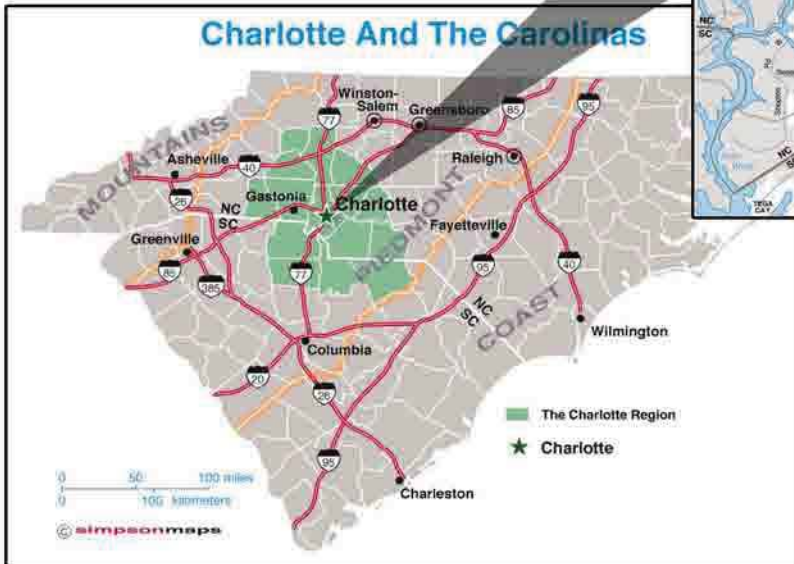 Charlotte And The Carolinas
NC
SC
Rd
NC
TEGA
CAY
Winston-
Salem
Greensboro
77
85
95
MOUNTAINS
Asheville
40
Raleigh
26
Gastonia
Charlotte
NC
SC
PIEDMONT
Fayetteville
Greenville
85
385
77
95
40
NC
SC
COAST
Wilmington
Columbia
20
26
The Charlotte Region
Charlotte
95
Charleston
0 50 100 miles
0 100 kilometers
© simpsonmaps